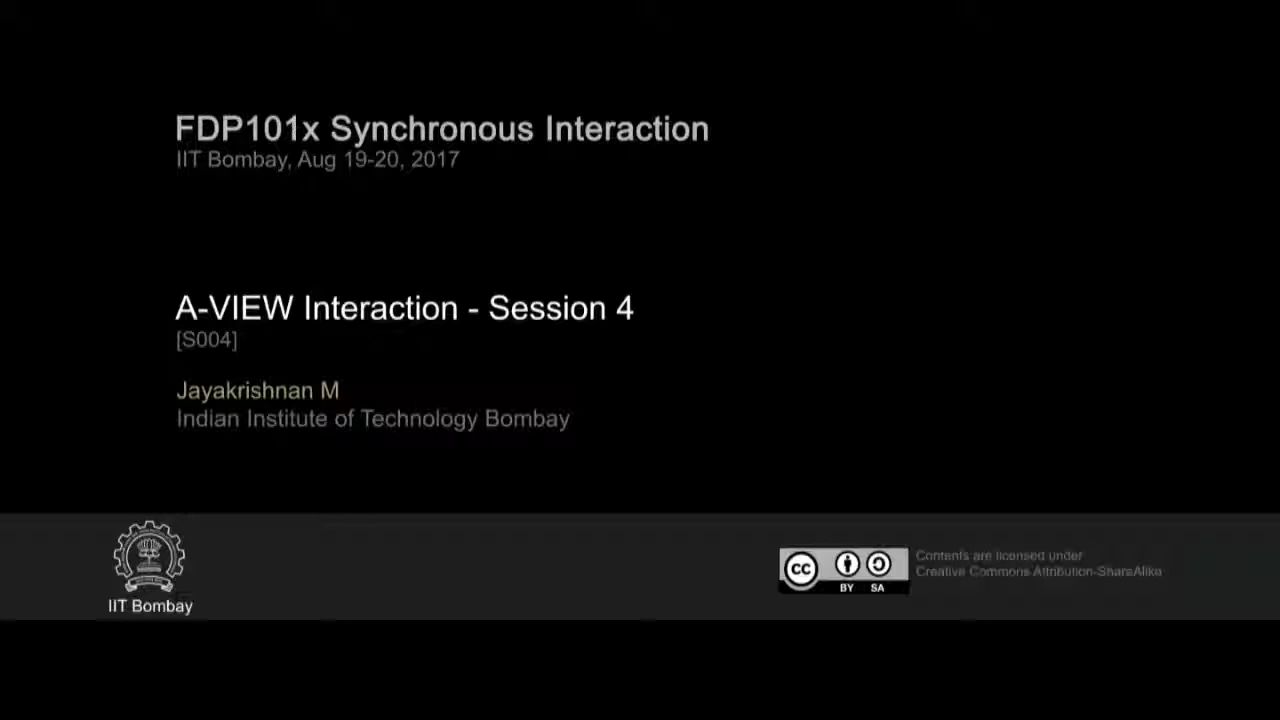 FDP101x Synchronous Interaction
IIT Bombay, Aug 19-20, 2017
A-VIEW Interaction - Session 4
[S004]
Jayakrishnan M
Indian Institute of Technology Bombay
IIT Bombay
cc
BY SA
Contents are licensed under
Creative Commons Attribution-ShareAlike